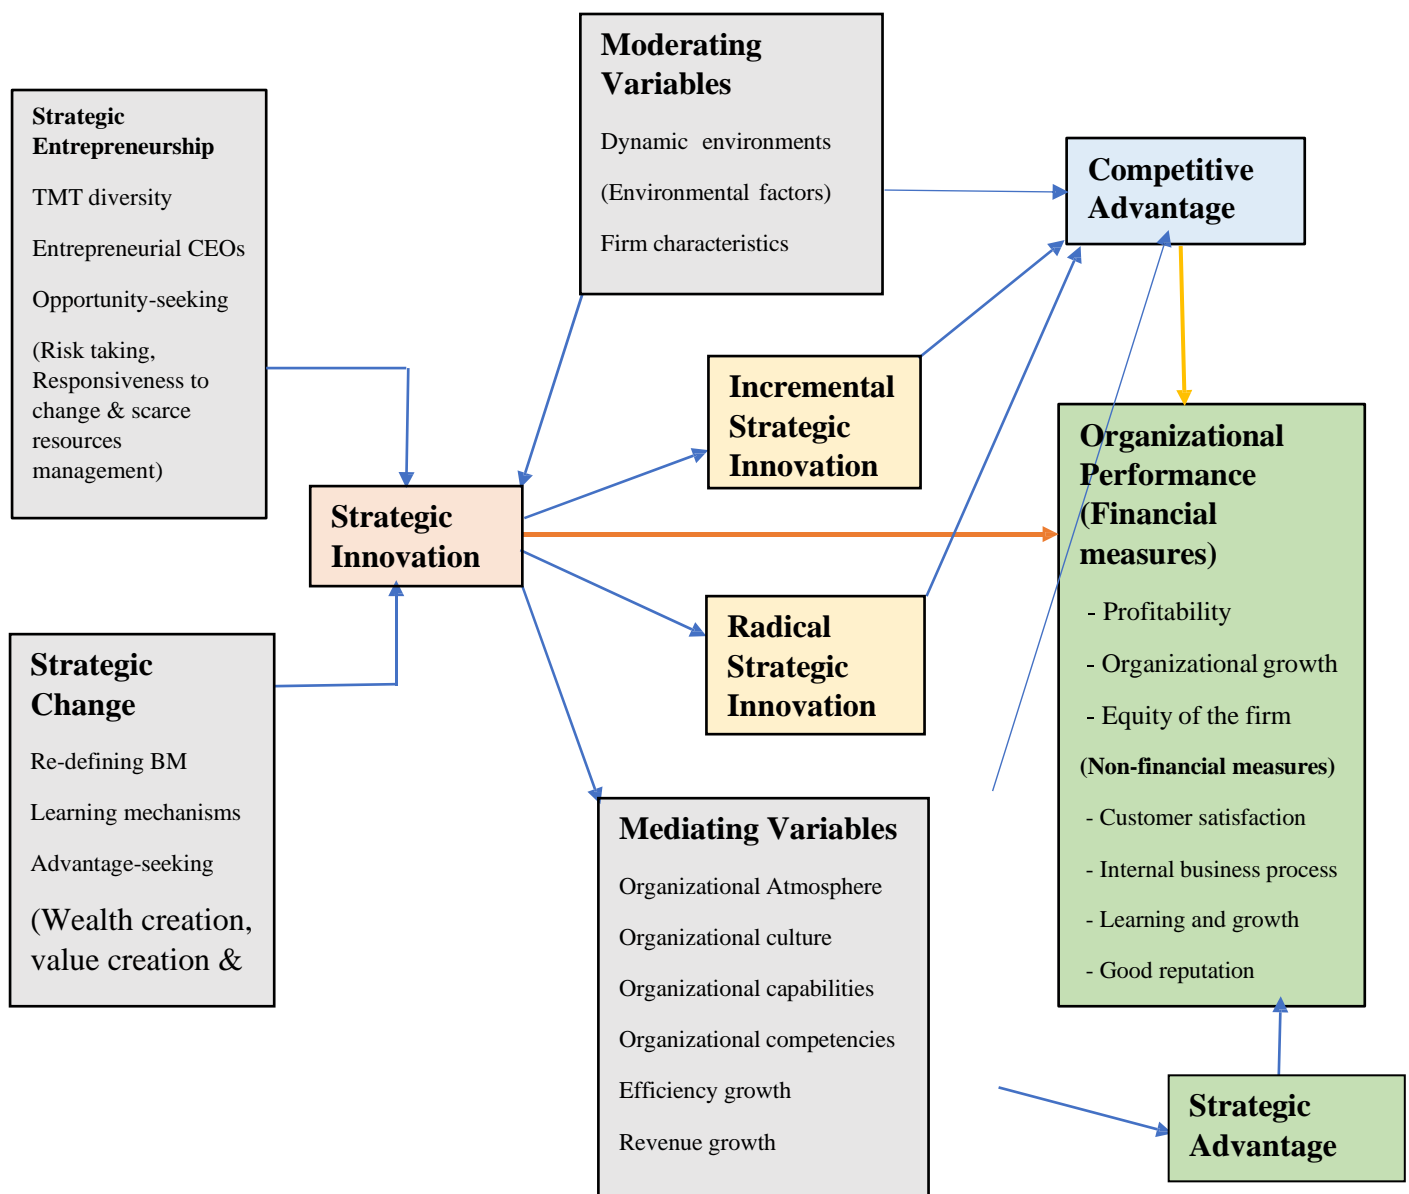 Strategic
Entrepreneurship
TMT diversity
Entrepreneurial CEOs
Opportunity-seeking
(Risk taking,
Responsiveness to
change & scarce
resources
management)
Moderating
Variables
Dynamic environments
(Environmental factors)
Firm characteristics
Competitive
Advantage
Incremental
Strategic
Innovation
Strategic
Innovation
Radical
Strategic
Innovation
Organizational
Performance
(Financial
measures)
- Profitability
- Organizational growth
- Equity of the firm
(Non-financial measures)
- Customer satisfaction
- Internal business process
- Learning and growth
- Good reputation
Strategic
Change
Re-defining BM
Learning mechanisms
Advantage-seeking
(Wealth creation,
value creation &
Mediating Variables
Organizational Atmosphere
Organizational culture
Organizational capabilities
Organizational competencies
Efficiency growth
Revenue growth
Strategic
Advantage